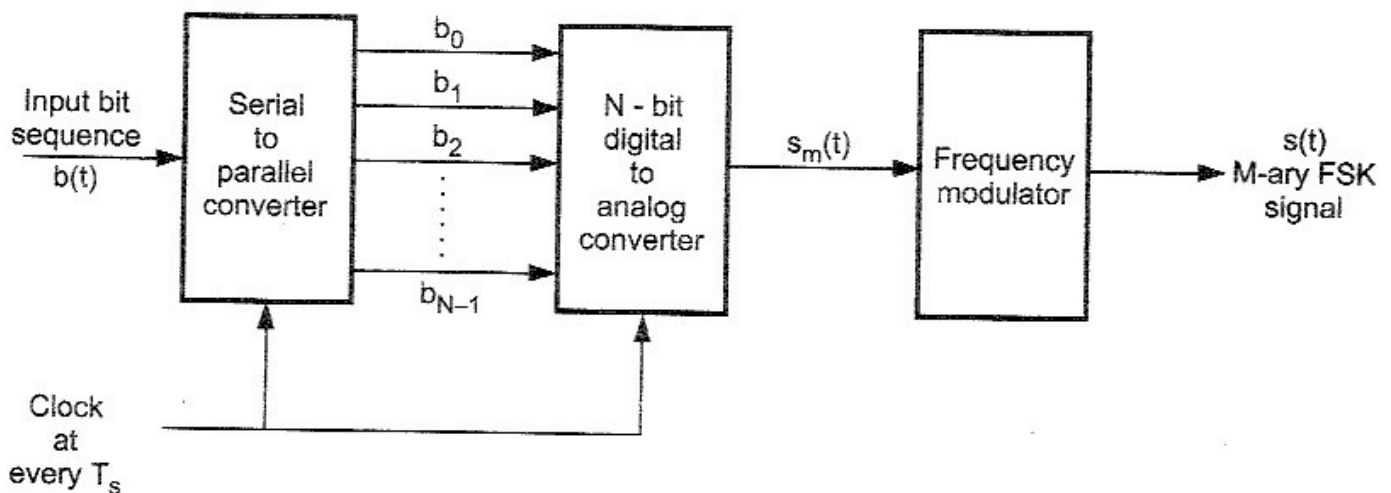 Input bit
sequence
b(t)
Serial
to
parallel
converter
b0
b1
b2
bN–1
N - bit
digital
to
analog
converter
sm(t)
Frequency
modulator
s(t)
M-ary FSK
signal
Clock
at
every Ts